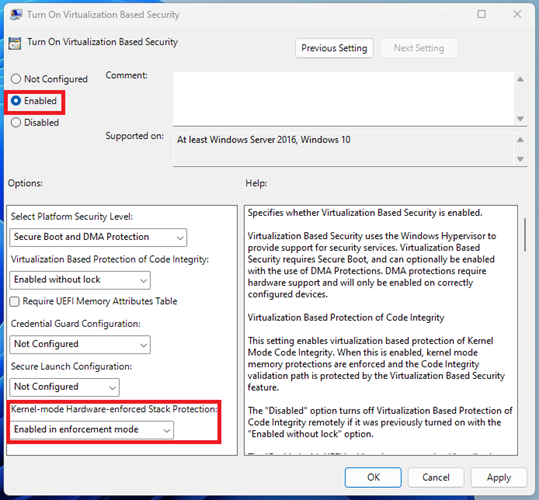 Turn On Virtualization Based Security
Turn On Virtualization Based Security
Previous Setting
Next Setting
Not Configured
Enabled
Disabled
Comment:
Supported on:
At least Windows Server 2016, Windows 10
Options:
Help:
Select Platform Security Level:
Secure Boot and DMA Protection
Virtualization Based Protection of Code Integrity:
Enabled without lock
Require UEFI Memory Attributes Table
Credential Guard Configuration:
Not Configured
Secure Launch Configuration:
Not Configured
Kernel-mode Hardware-enforced Stack Protection:
Enabled in enforcement mode
Specifies whether Virtualization Based Security is enabled.
Virtualization Based Security uses the Windows Hypervisor to
provide support for security services. Virtualization Based
Security requires Secure Boot, and can optionally be enabled
with the use of DMA Protections. DMA protections require
hardware support and will only be enabled on correctly
configured devices.
Virtualization Based Protection of Code Integrity
This setting enables virtualization based protection of Kernel
Mode Code Integrity. When this is enabled, kernel mode
memory protections are enforced and the Code Integrity
validation path is protected by the Virtualization Based Security
feature.
The "Disabled" option turns off Virtualization Based Protection of
Code Integrity remotely if it was previously turned on with the
"Enabled without lock" option.
OK
Cancel
Apply